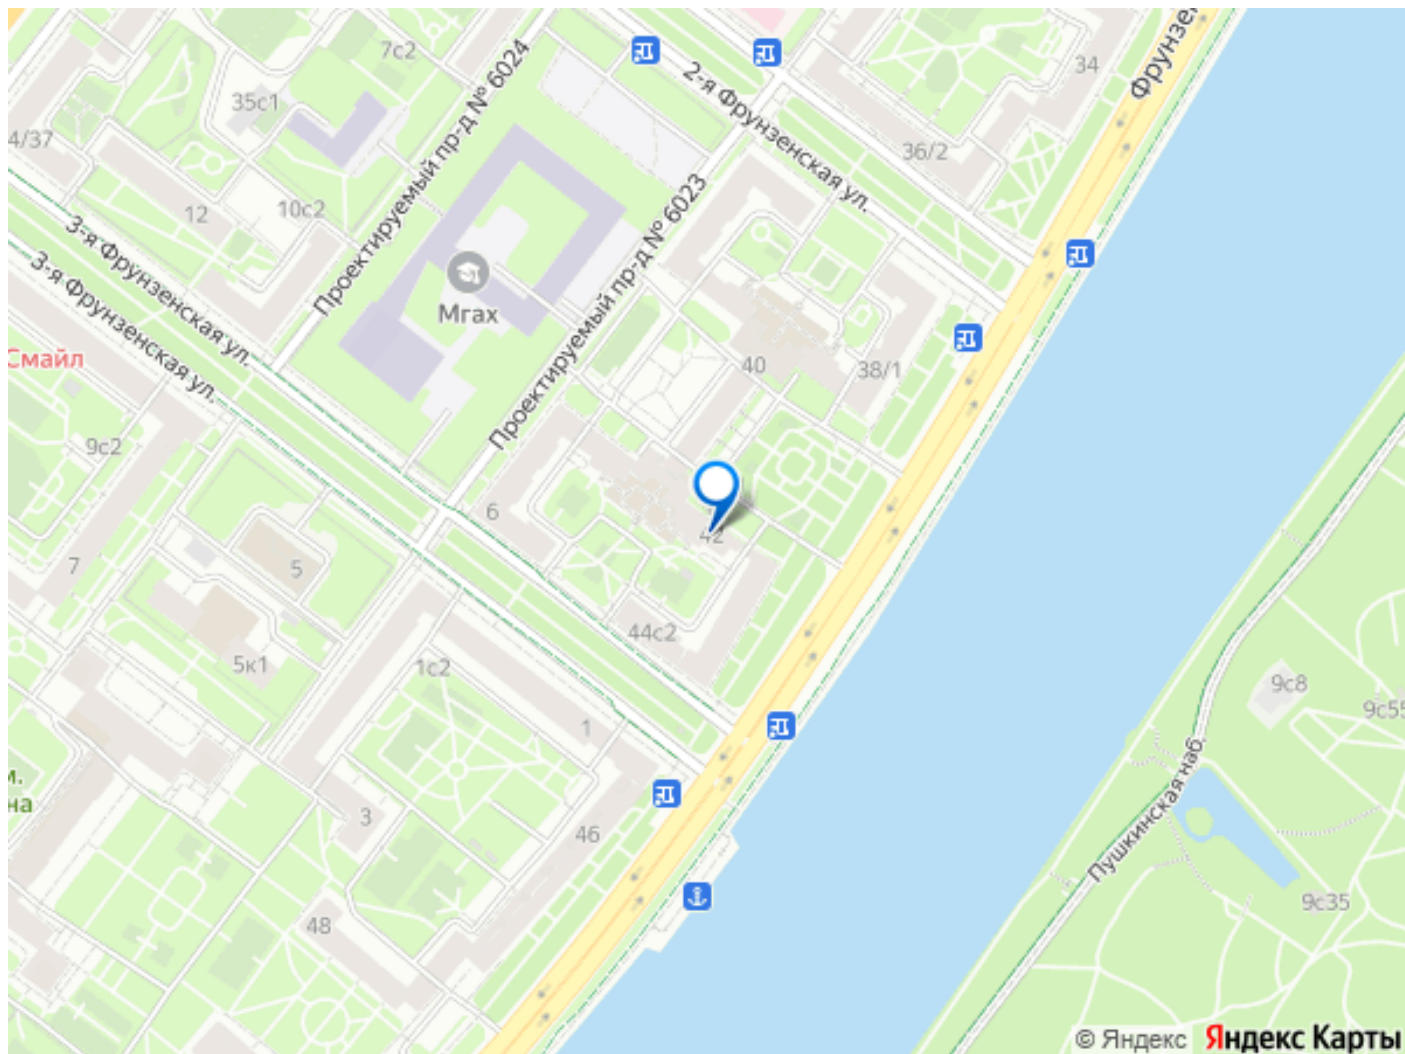 7с2
34
Фрунзен
35с1
Проектируемый пр-д № 6024
2-я Фрунзенская ул.
4/37
36/2
12
10с2
3-я Фрунзенская ул.
3-я Фрунзенская ул.
Проектируемый пр-д № 6023
Мгах
Смайл
40
38/1
9с2
6
42
7
5
44с2
5к1
1с2
9с8
9с55
1
м.
на
3
46
Пушкинская наб.
48
9с35
© Яндекс Яндекс Карты